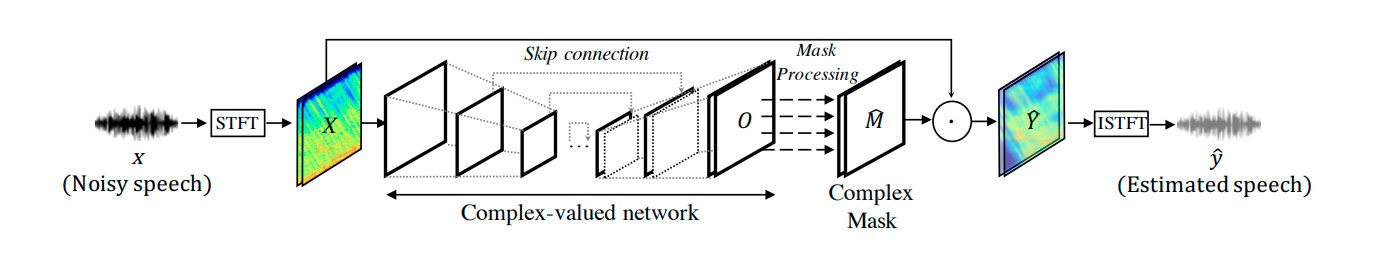 Skip connection
Mask
Processing
STFT
X
...
O
M̂
·
Ŷ
ISTFT
x
(Noisy speech)
ŷ
(Estimated speech)
Complex-valued network
Complex
Mask